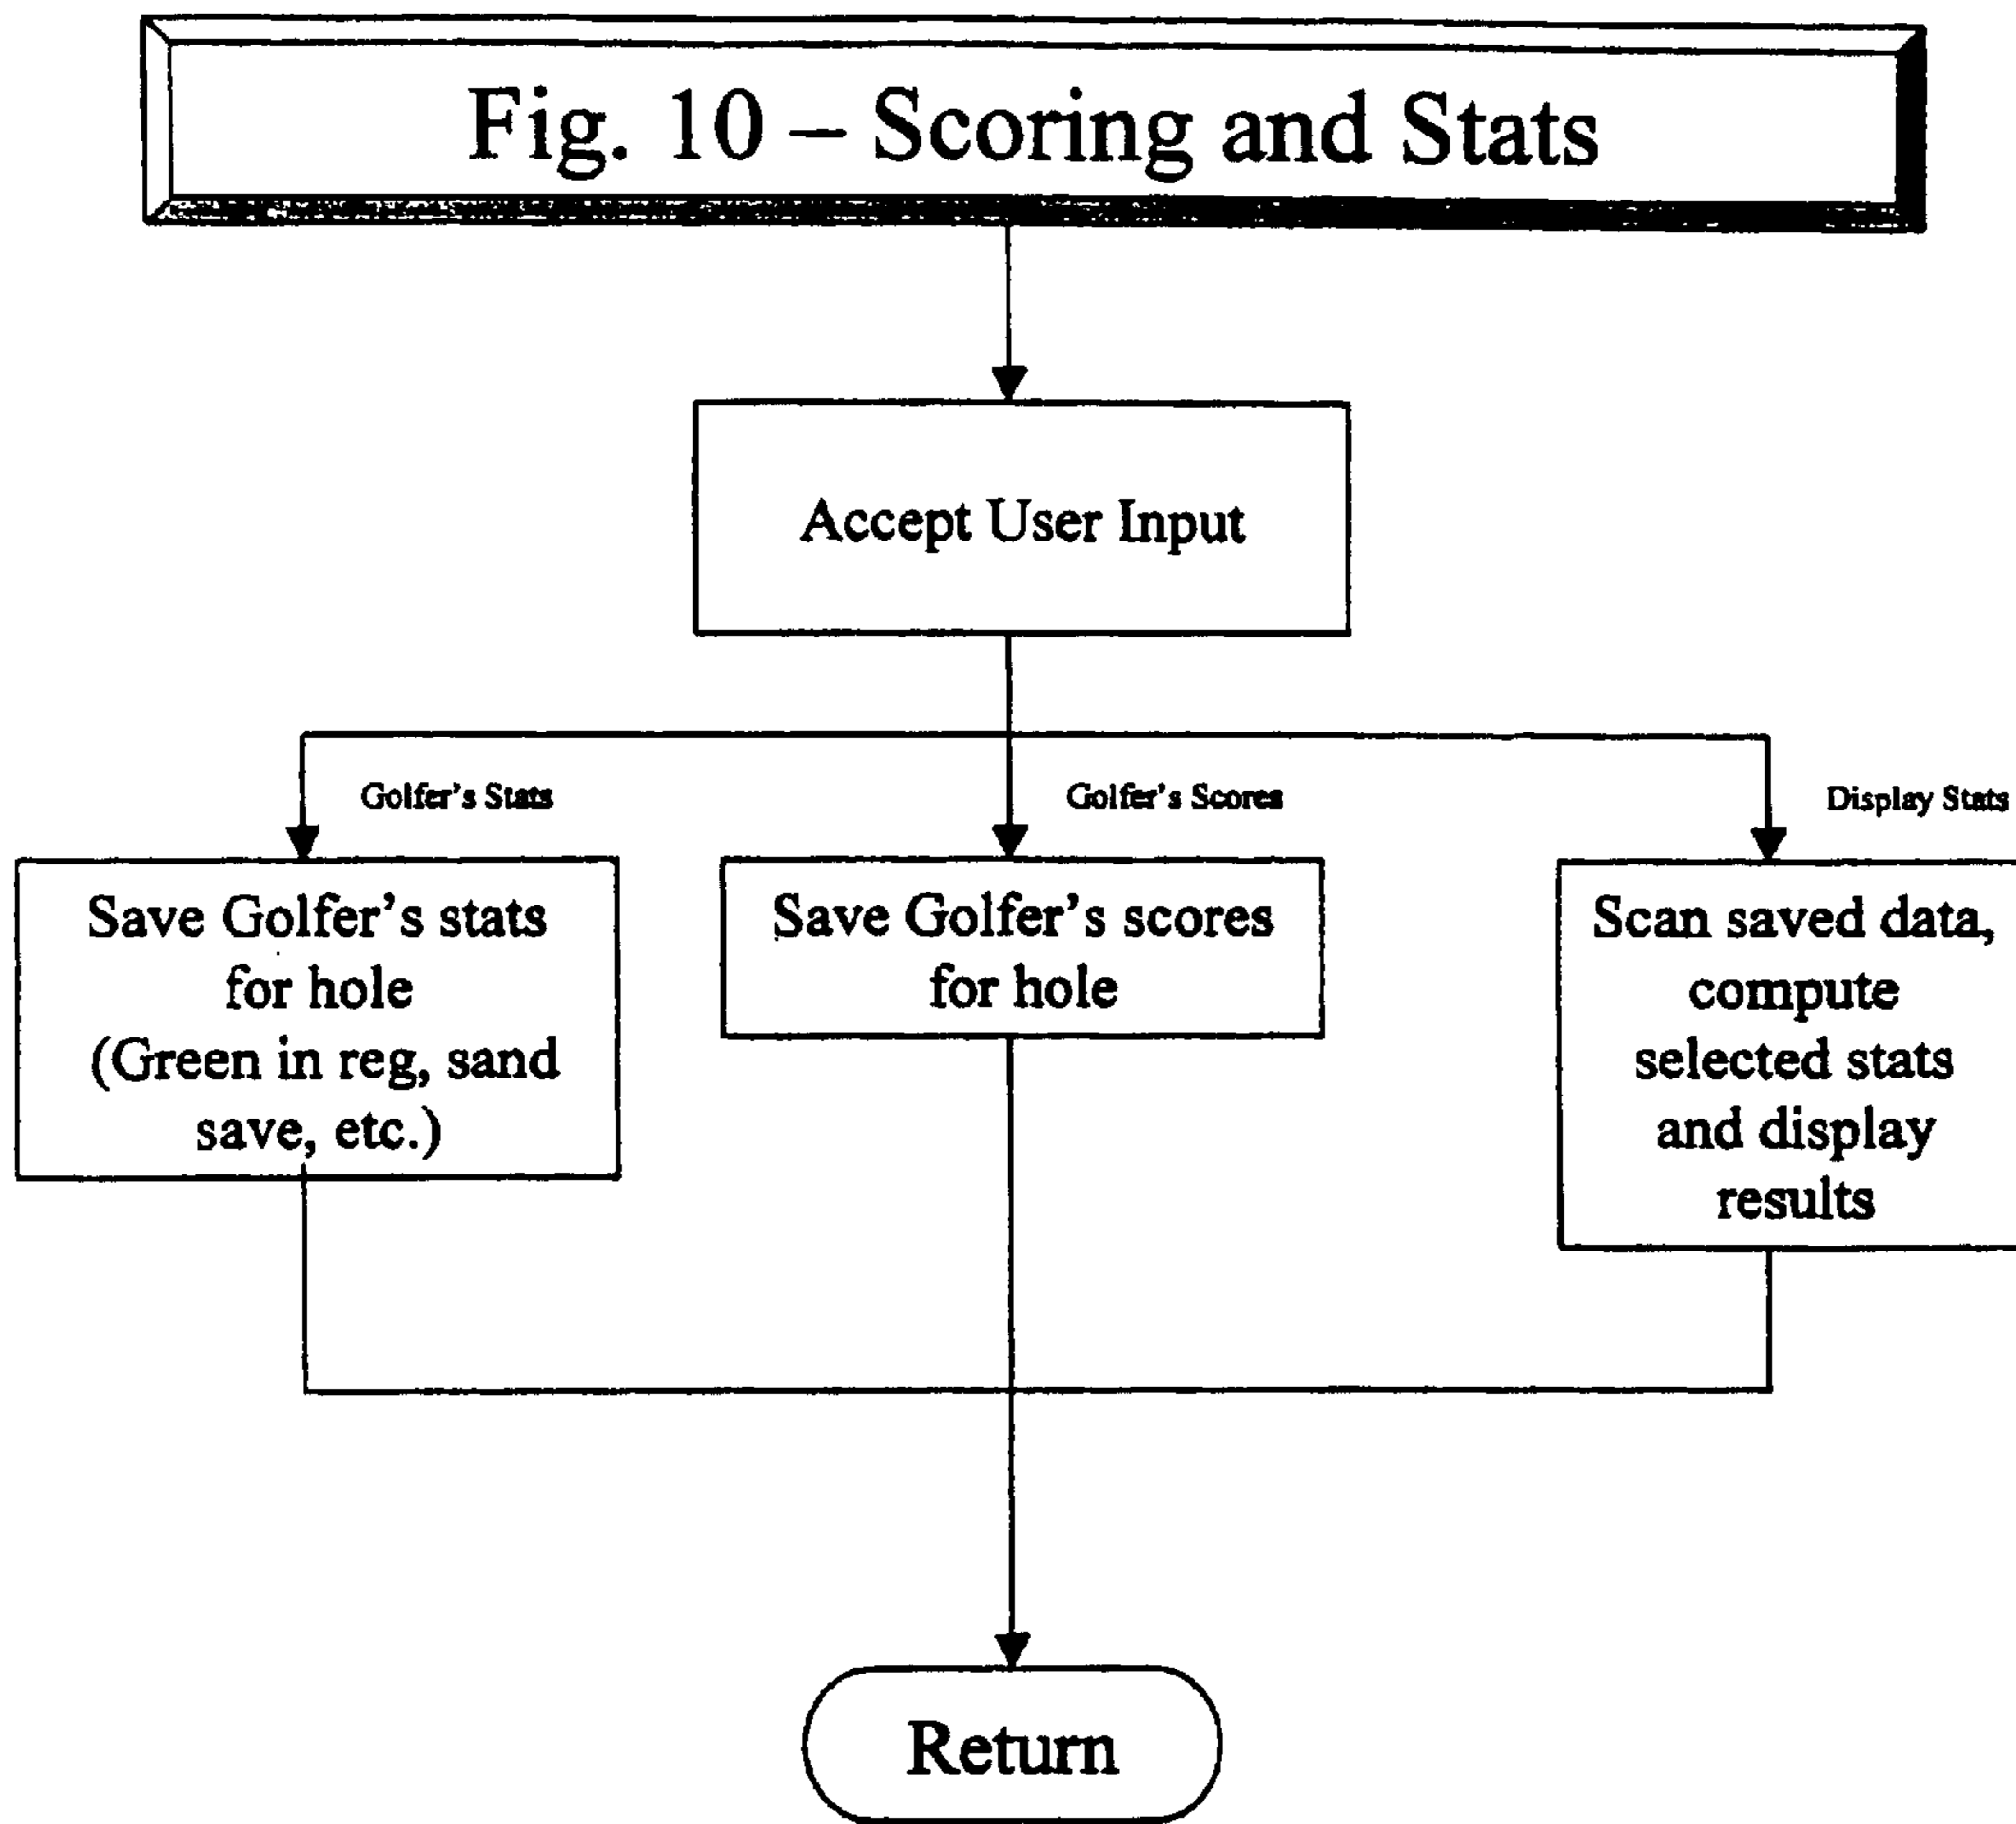 Fig. 10 – Scoring and Stats
Accept User Input
Golfer's Stats
Golfer's Scores
Display Stats
Save Golfer's stats
for hole
(Green in reg, sand
save, etc.)
Save Golfer's scores
for hole
Scan saved data,
compute
selected stats
and display
results
Return